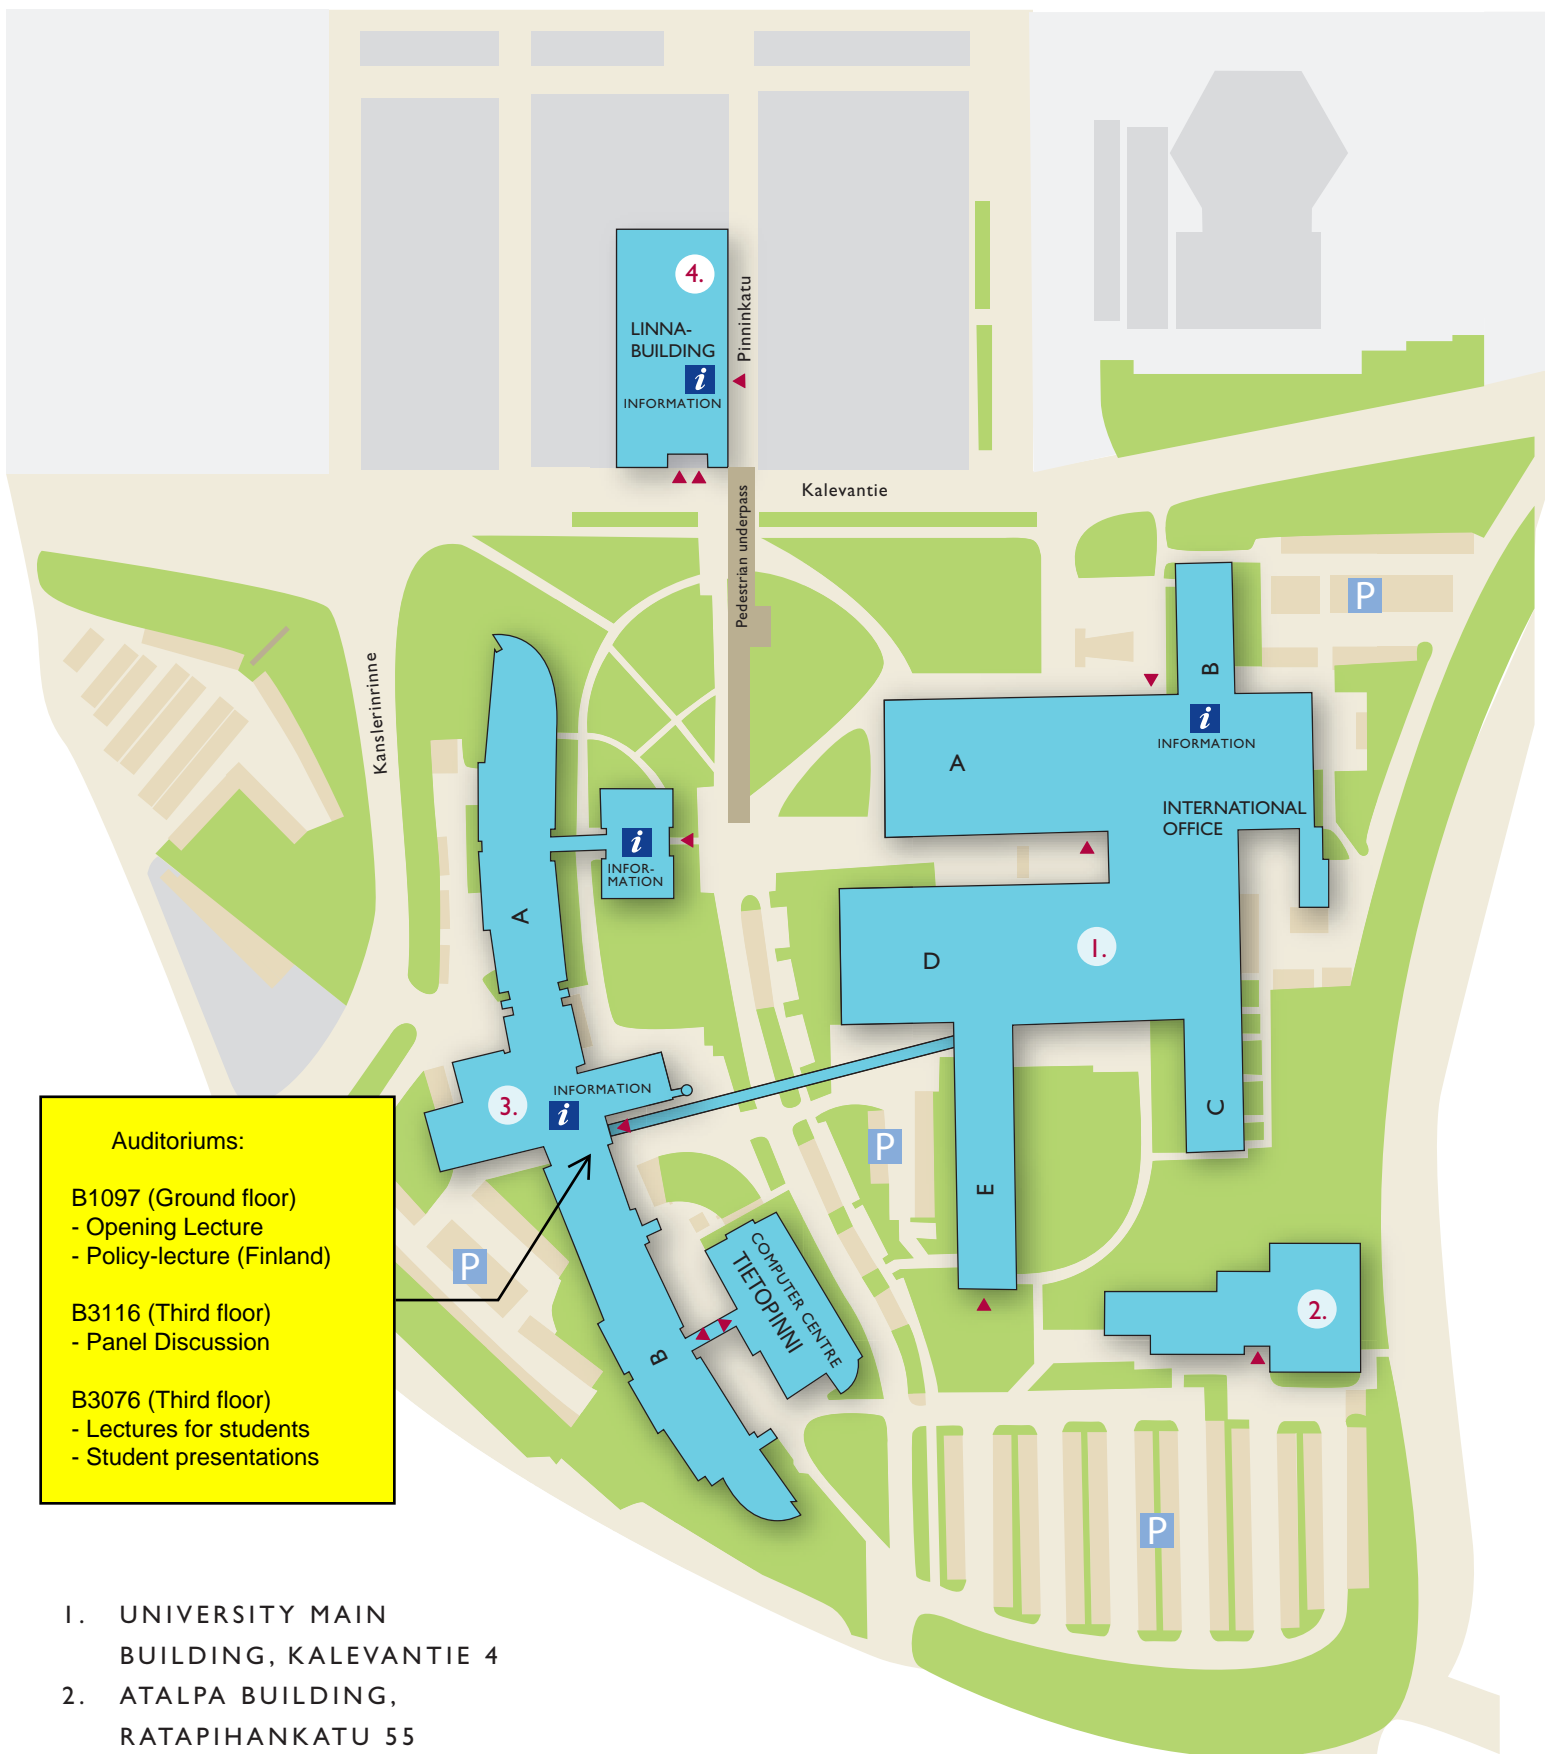 4.
LINNA-
BUILDING
i
INFORMATION
Pinninkatu
Kalevantie
Pedestrian underpass
P
Kanslerinrinne
B
i
INFORMATION
A
INTERNATIONAL
OFFICE
i
INFOR-
MATION
A
D
1.
3.
INFORMATION
i
C
P
E
Auditoriums:
B1097 (Ground floor)
- Opening Lecture
- Policy-lecture (Finland)
B3116 (Third floor)
- Panel Discussion
B3076 (Third floor)
- Lectures for students
- Student presentations
P
COMPUTER CENTRE
TIETOPINNI
B
2.
P
1. UNIVERSITY MAIN
BUILDING, KALEVANTIE 4
2. ATALPA BUILDING,
RATAPIHANKATU 55